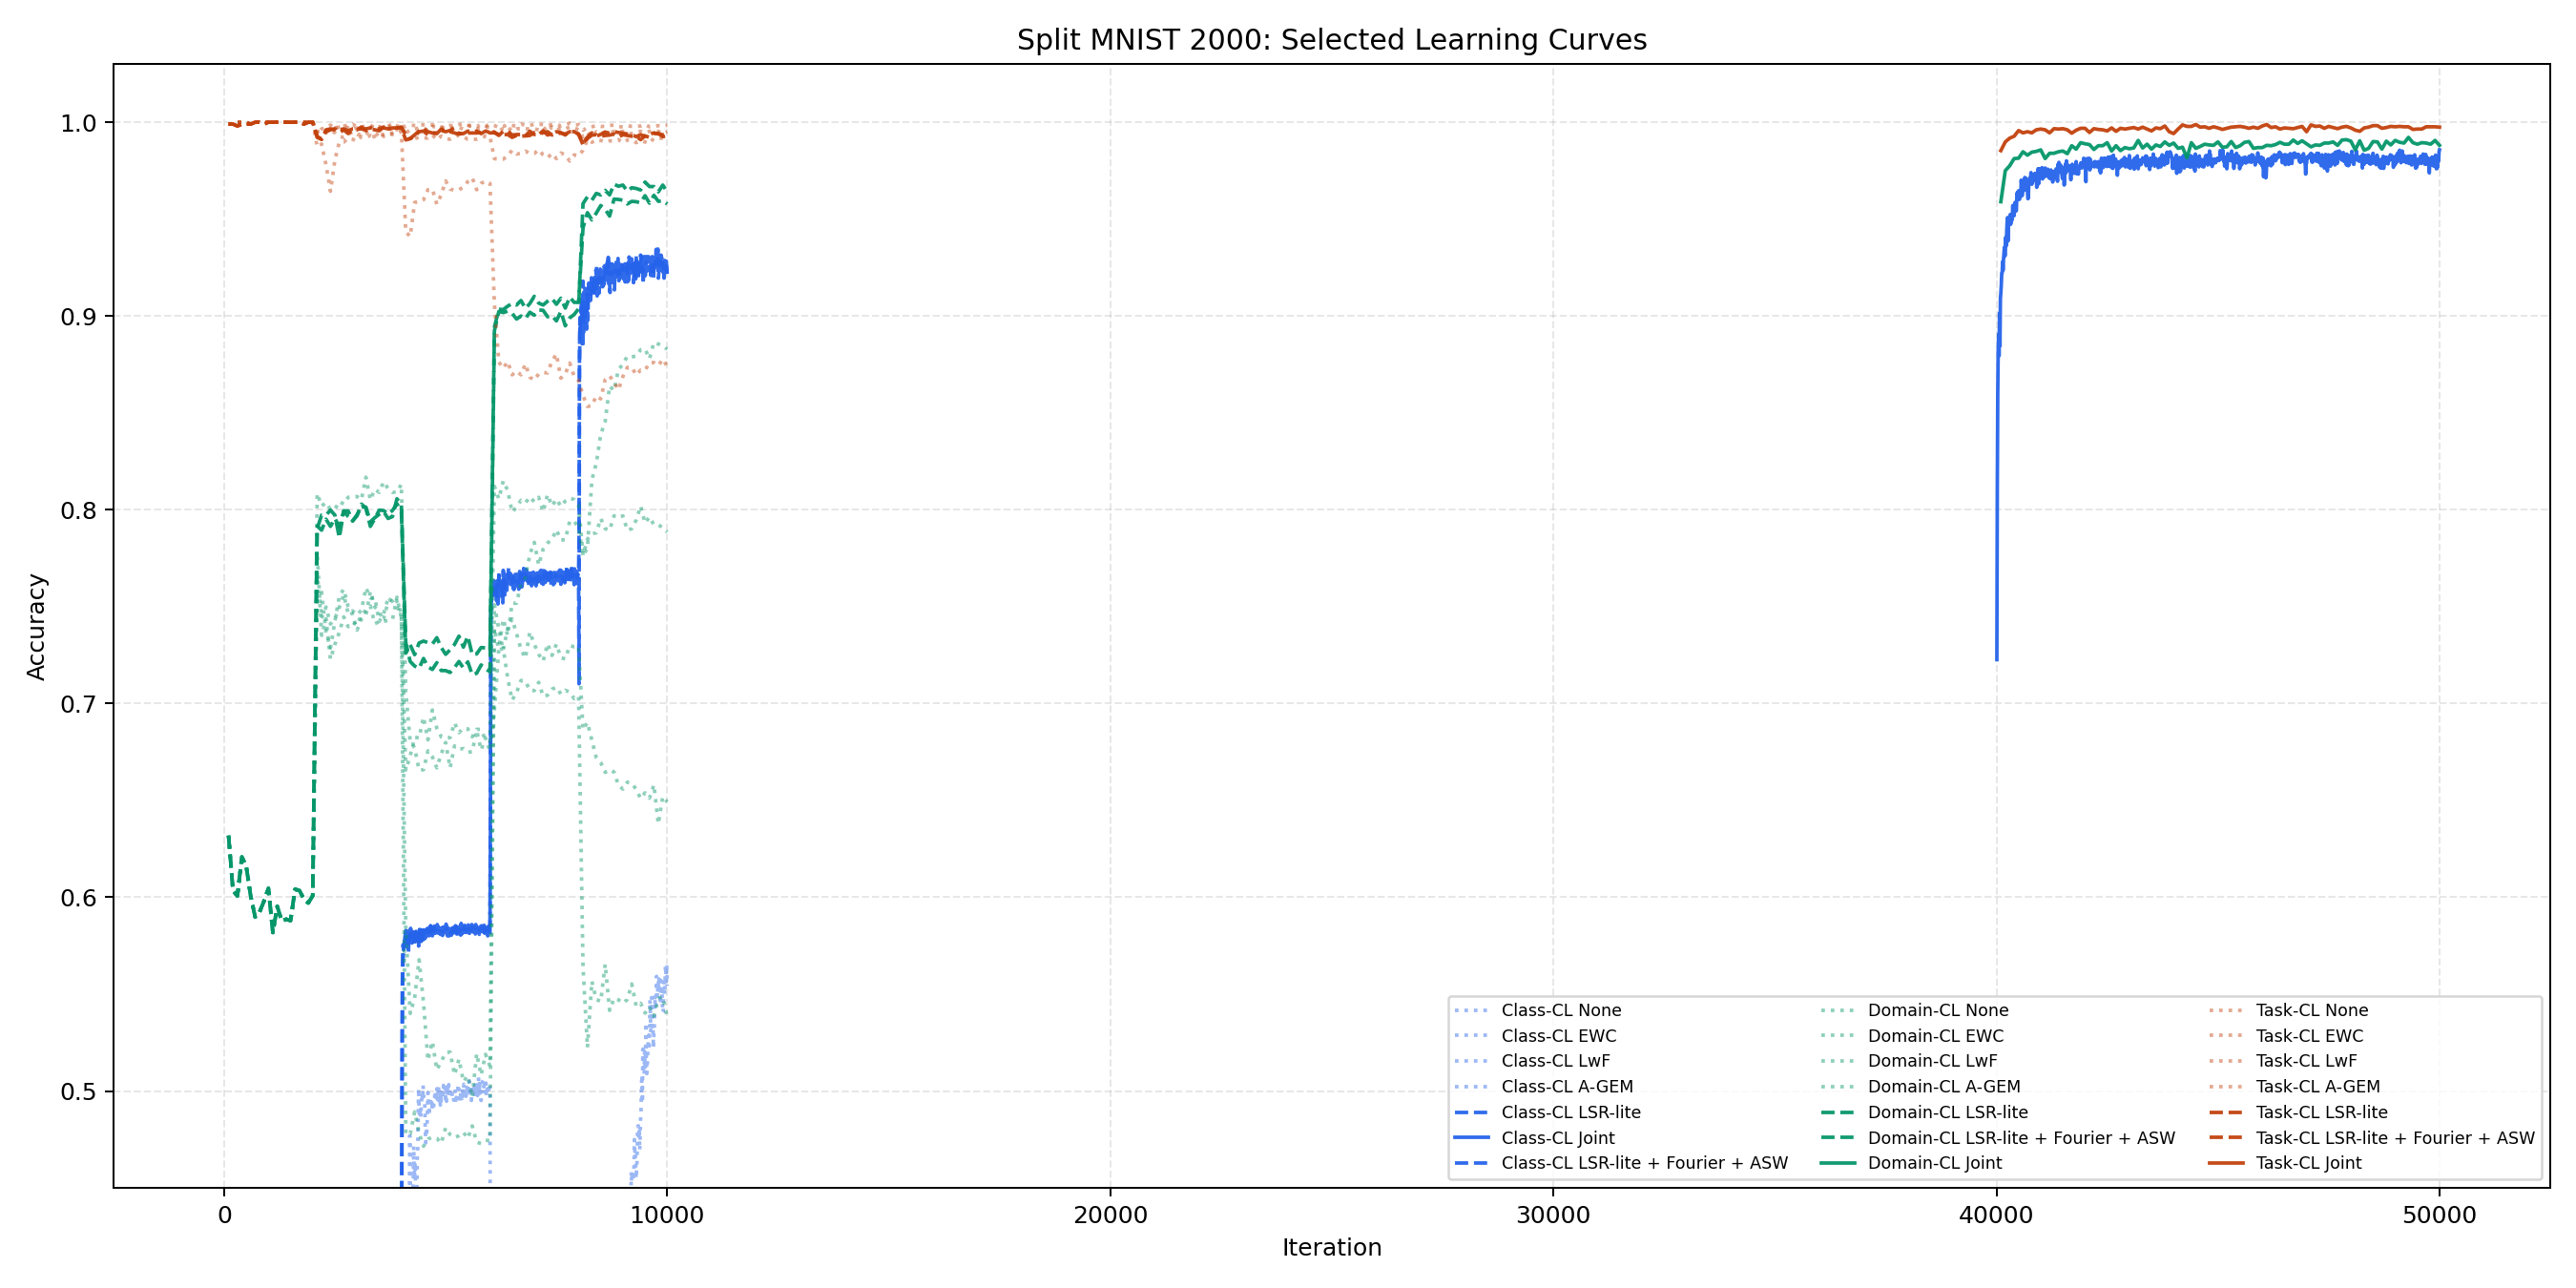 Split MNIST 2000: Selected Learning Curves
1.0
0.9
0.8
0.7
0.6
0.5
Accuracy
0
10000
20000
30000
40000
50000
Iteration
Class-CL None
Class-CL EWC
Class-CL LwF
Class-CL A-GEM
Class-CL LSR-lite
Class-CL Joint
Class-CL LSR-lite + Fourier + ASW
Domain-CL None
Domain-CL EWC
Domain-CL LwF
Domain-CL A-GEM
Domain-CL LSR-lite
Domain-CL LSR-lite + Fourier + ASW
Domain-CL Joint
Task-CL None
Task-CL EWC
Task-CL LwF
Task-CL A-GEM
Task-CL LSR-lite
Task-CL LSR-lite + Fourier + ASW
Task-CL Joint